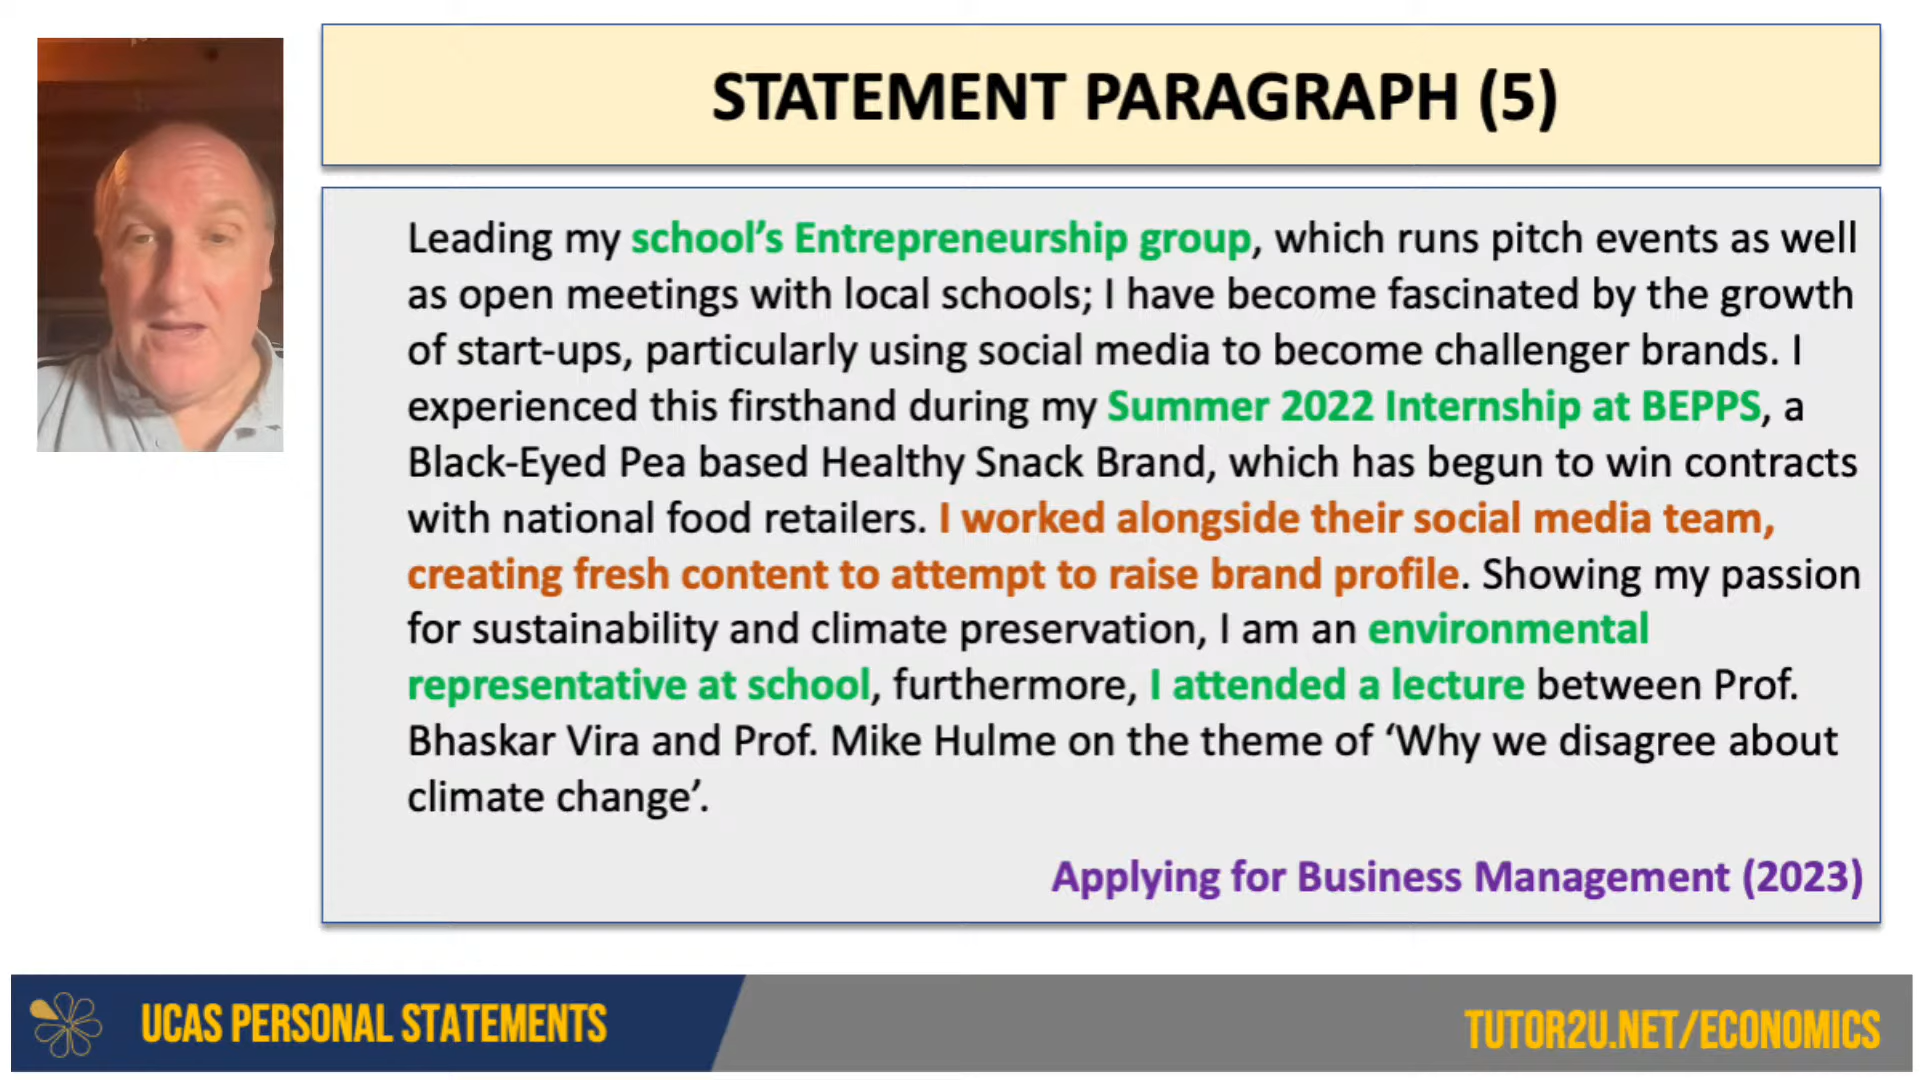 STATEMENT PARAGRAPH (5)
Leading my school’s Entrepreneurship group, which runs pitch events as well
as open meetings with local schools; I have become fascinated by the growth
of start-ups, particularly using social media to become challenger brands. I
experienced this firsthand during my Summer 2022 Internship at BEPPS, a
Black-Eyed Pea based Healthy Snack Brand, which has begun to win contracts
with national food retailers. I worked alongside their social media team,
creating fresh content to attempt to raise brand profile. Showing my passion
for sustainability and climate preservation, I am an environmental
representative at school, furthermore, I attended a lecture between Prof.
Bhaskar Vira and Prof. Mike Hulme on the theme of ‘Why we disagree about
climate change’.
Applying for Business Management (2023)
UCAS PERSONAL STATEMENTS
TUTOR2U.NET/ECONOMICS